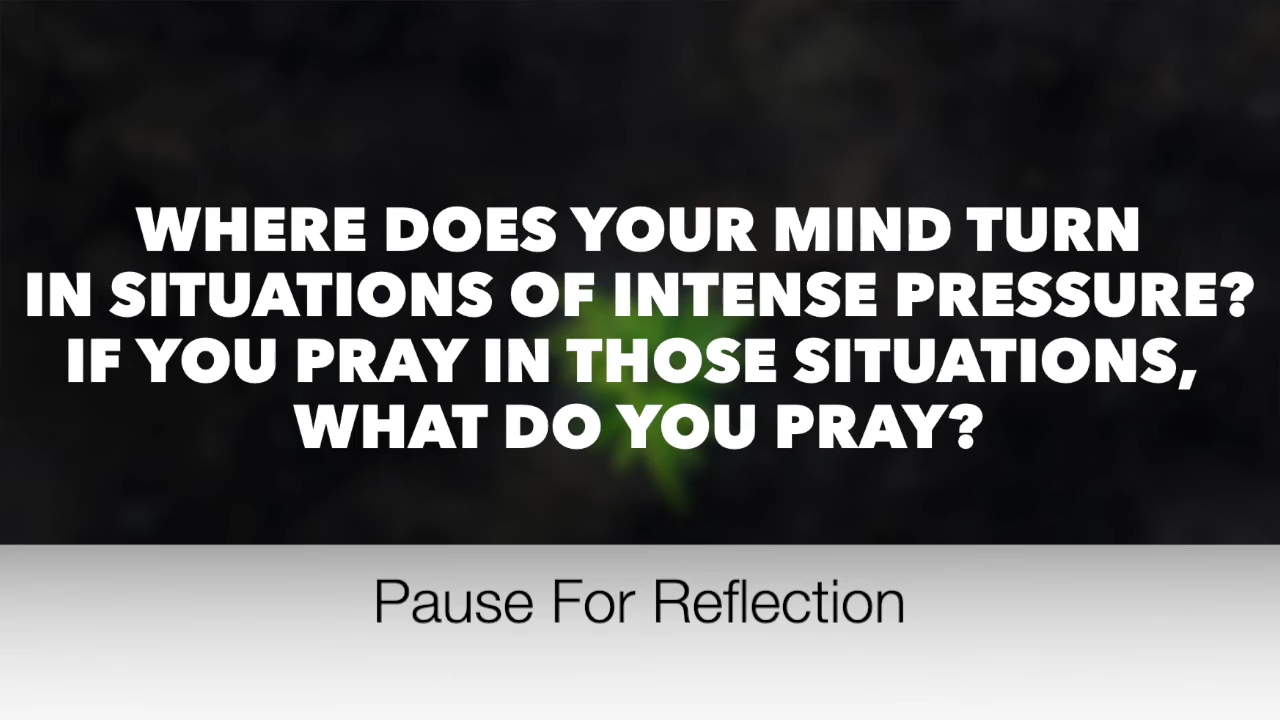 WHERE DOES YOUR MIND TURN
IN SITUATIONS OF INTENSE PRESSURE?
IF YOU PRAY IN THOSE SITUATIONS,
WHAT DO YOU PRAY?
Pause For Reflection